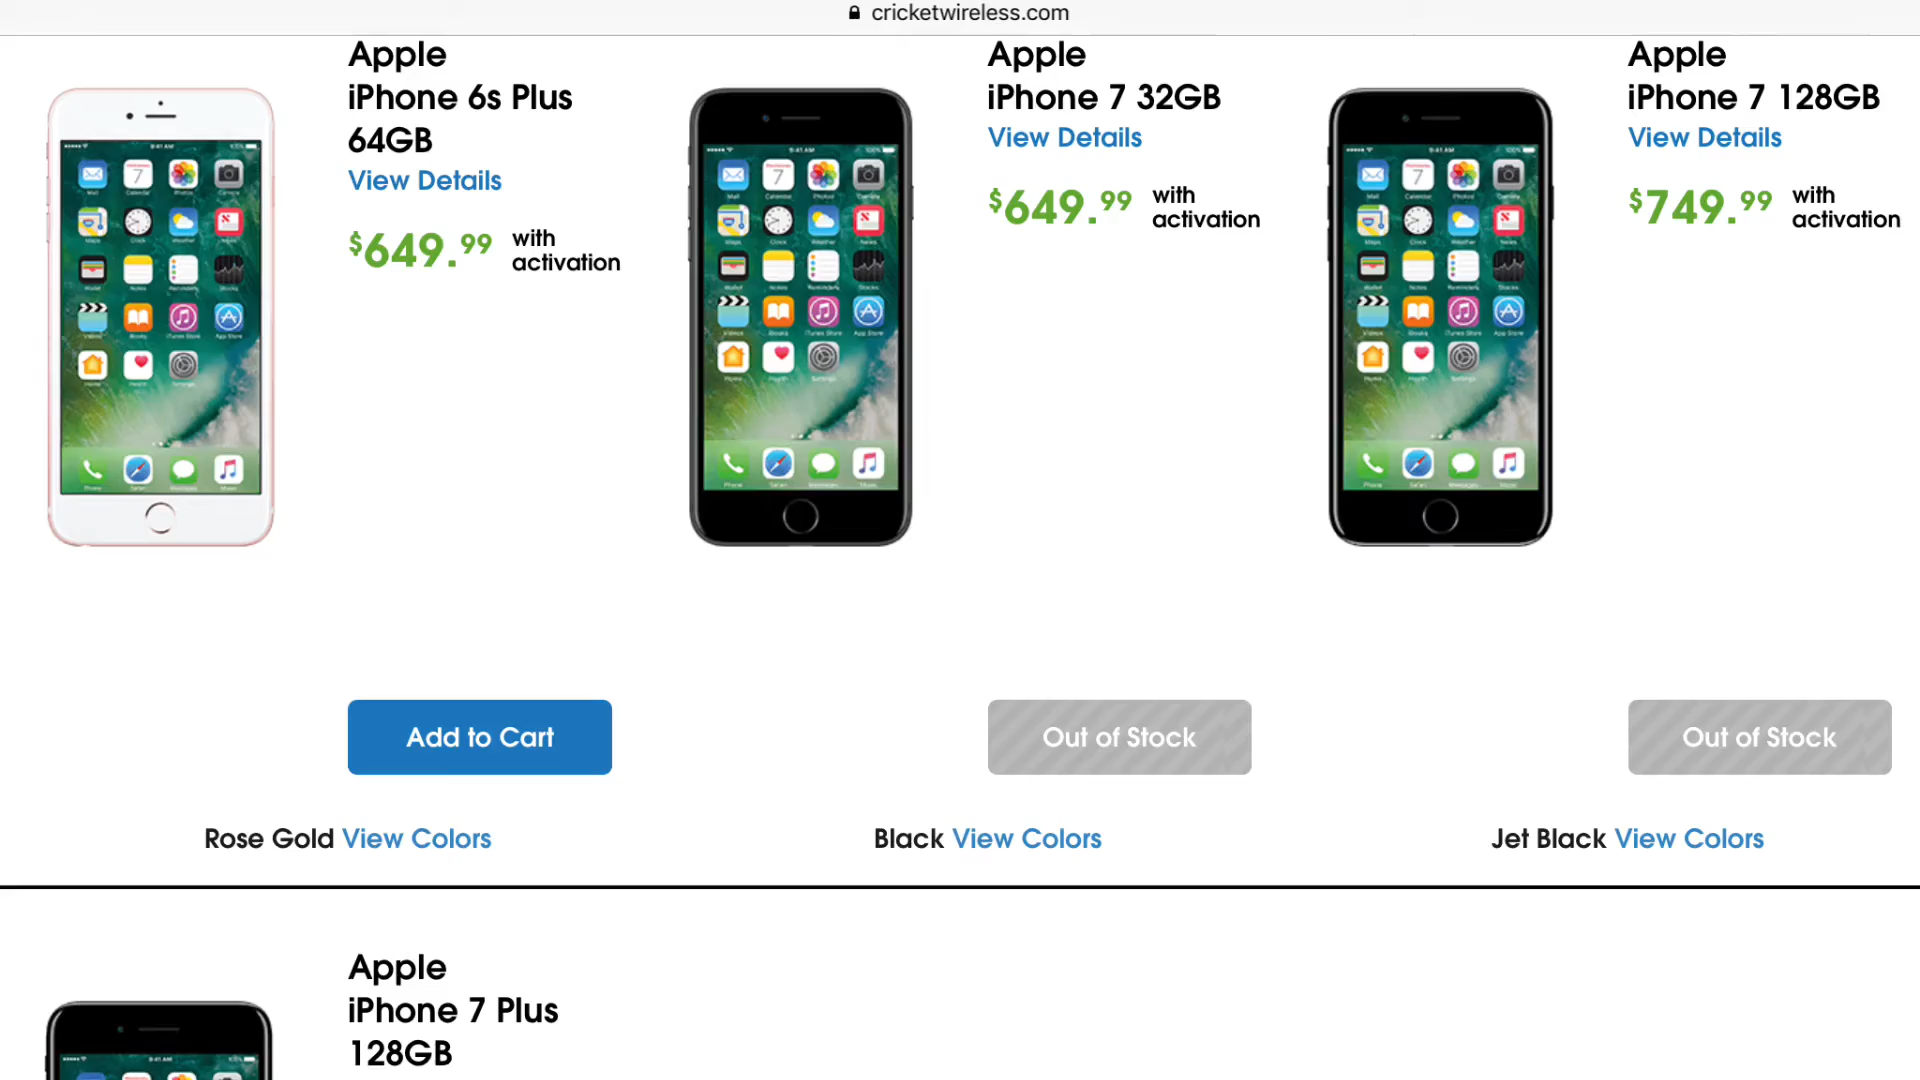 cricketwireless.com
Apple
iPhone 6s Plus
64GB
View Details
$649.99 with
activation
Apple
iPhone 7 32GB
View Details
$649.99 with
activation
Apple
iPhone 7 128GB
View Details
$749.99 with
activation
Add to Cart
Out of Stock
Out of Stock
Rose Gold View Colors
Black View Colors
Jet Black View Colors
Apple
iPhone 7 Plus
128GB